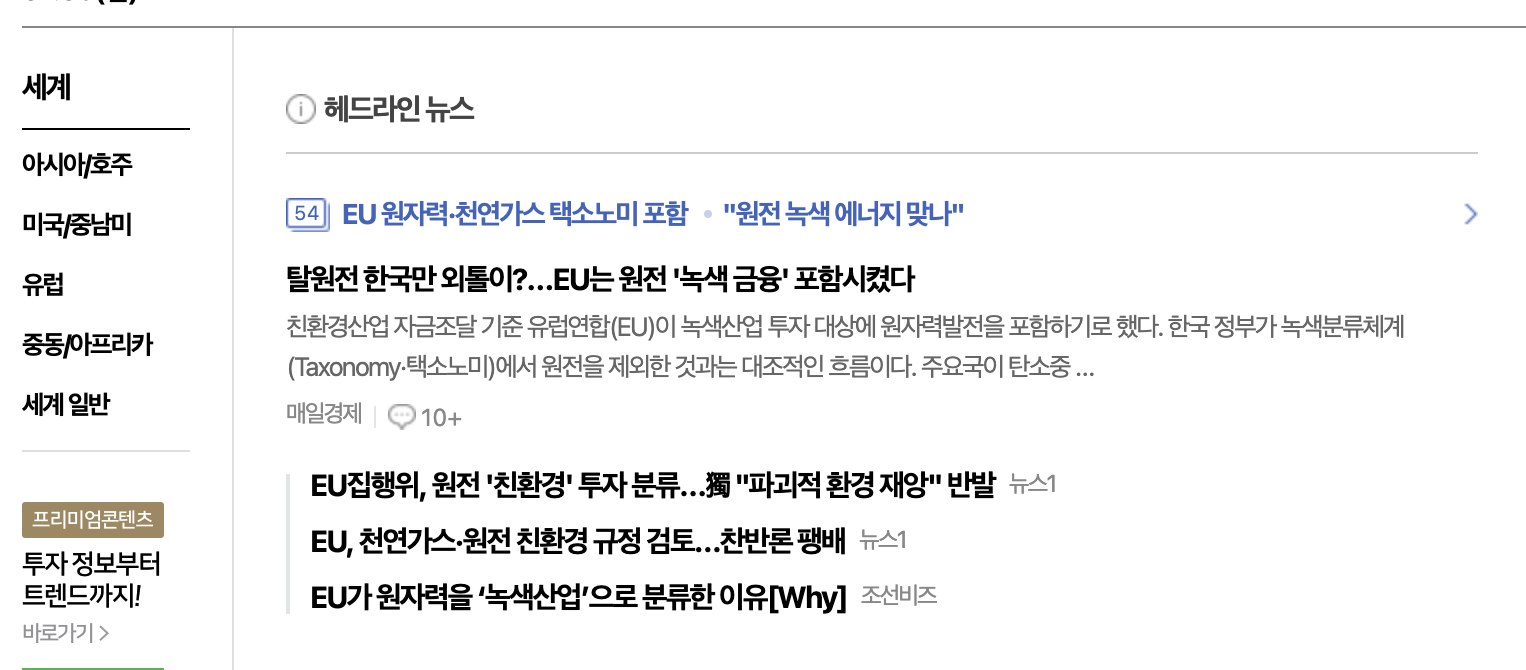 세계
아시아/호주
미국/중남미
유럽
중동/아프리카
세계 일반
프리미엄콘텐츠
투자 정보부터
트렌드까지!
바로가기 >
헤드라인 뉴스
54 EU 원자력·천연가스 택소노미 포함 • "원전 녹색 에너지 맞나"
탈원전 한국만 외톨이?…EU는 원전 '녹색 금융' 포함시켰다
친환경산업 자금조달 기준 유럽연합(EU)이 녹색산업 투자 대상에 원자력발전을 포함하기로 했다. 한국 정부가 녹색분류체계
(Taxonomy·택소노미)에서 원전을 제외한 것과는 대조적인 흐름이다. 주요국이 탄소중 ...
매일경제 10+
EU집행위, 원전 '친환경' 투자 분류…獨 "파괴적 환경 재앙" 반발 뉴스1
EU, 천연가스·원전 친환경 규정 검토…찬반론 팽배 뉴스1
EU가 원자력을 ‘녹색산업’으로 분류한 이유[Why] 조선비즈